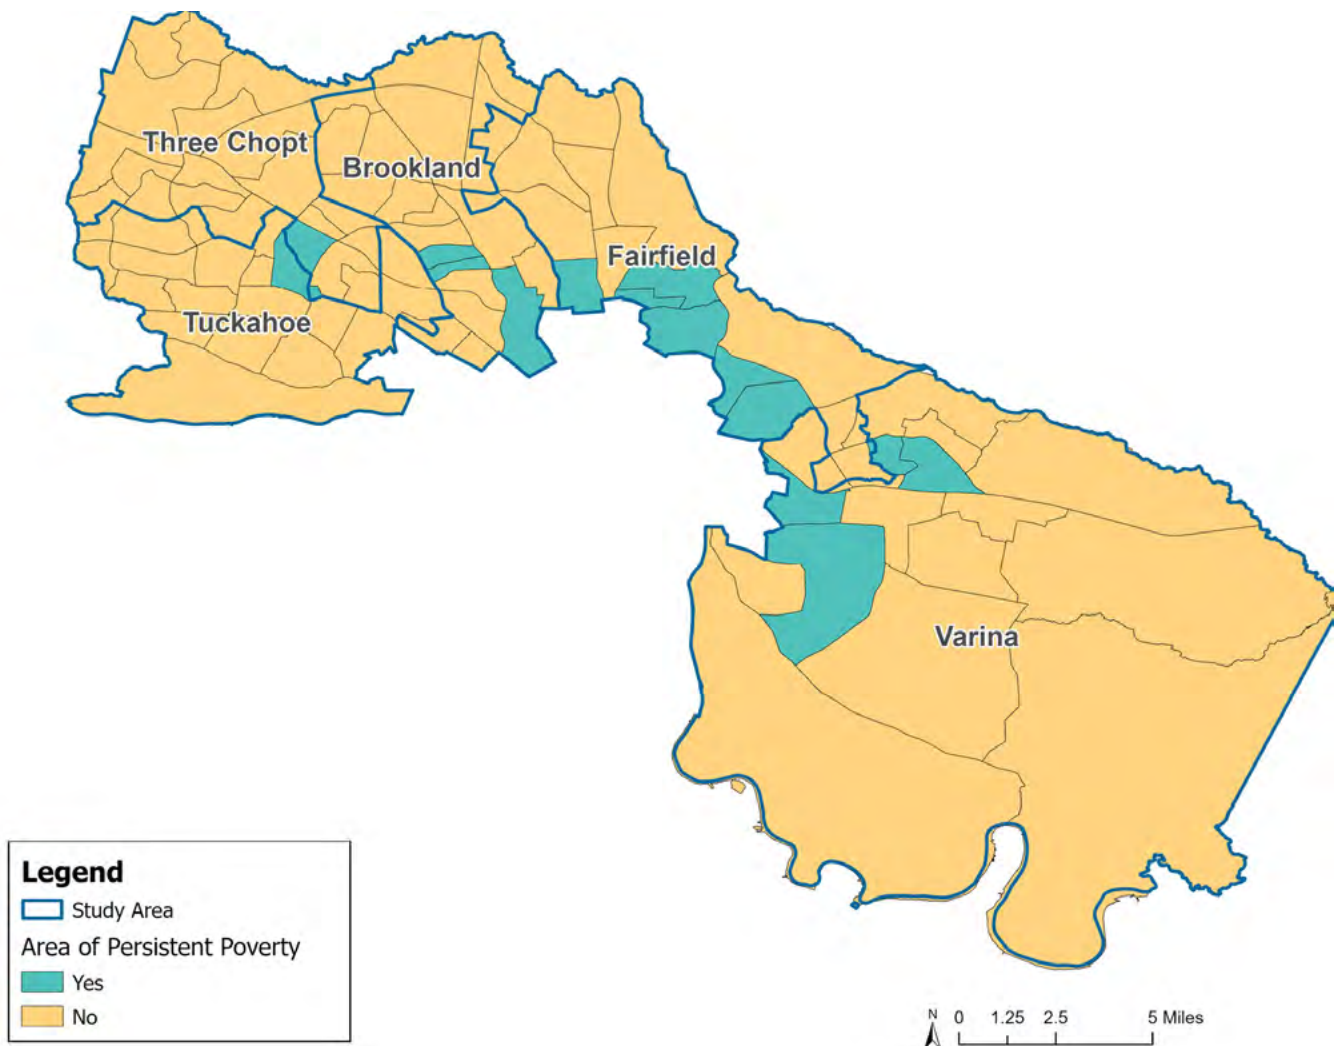 Three Chopt
Brookland
Fairfield
Tuckahoe
Varina
Legend
Study Area
Area of Persistent Poverty
Yes
No
N 0 1.25 2.5 5 Miles